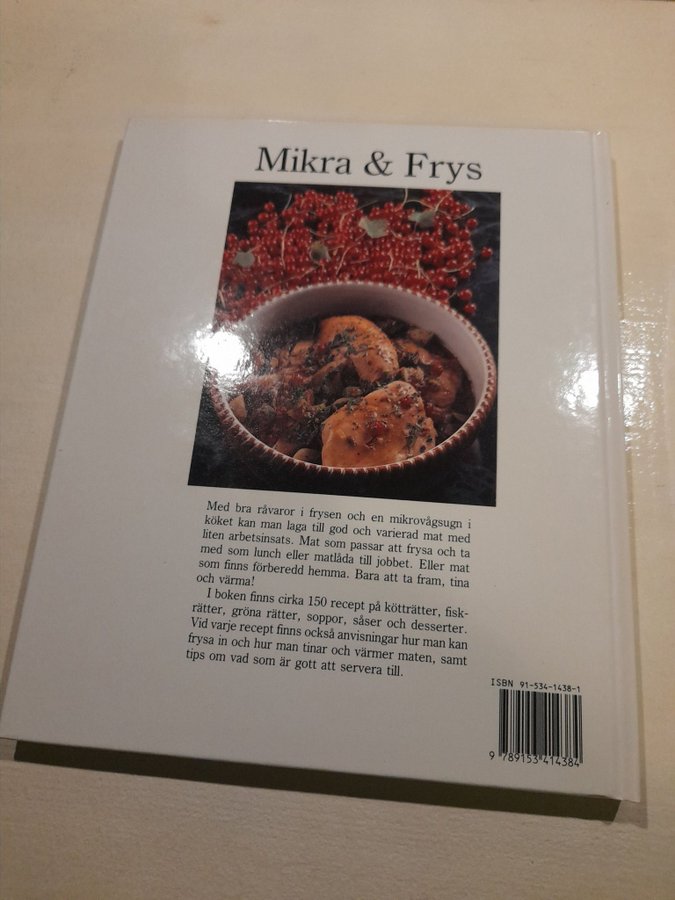 Mikra & Frys
Med bra råvaror i frysen och en mikrovågsugn i
köket kan man laga till god och varierad mat med
liten arbetsinsats. Mat som passar att frysa och ta
med som lunch eller matlåda till jobbet. Eller mat
som finns förberedd hemma. Bara att ta fram, tina
och värma!
I boken finns cirka 150 recept på kötträtter, fisk-
rätter, gröna rätter, soppor, såser och desserter.
Vid varje recept finns också anvisningar hur man kan
frysa in och hur man tinar och värmer maten, samt
tips om vad som är gott att servera till.
ISBN 91-534-1438-1
9 789153 414384